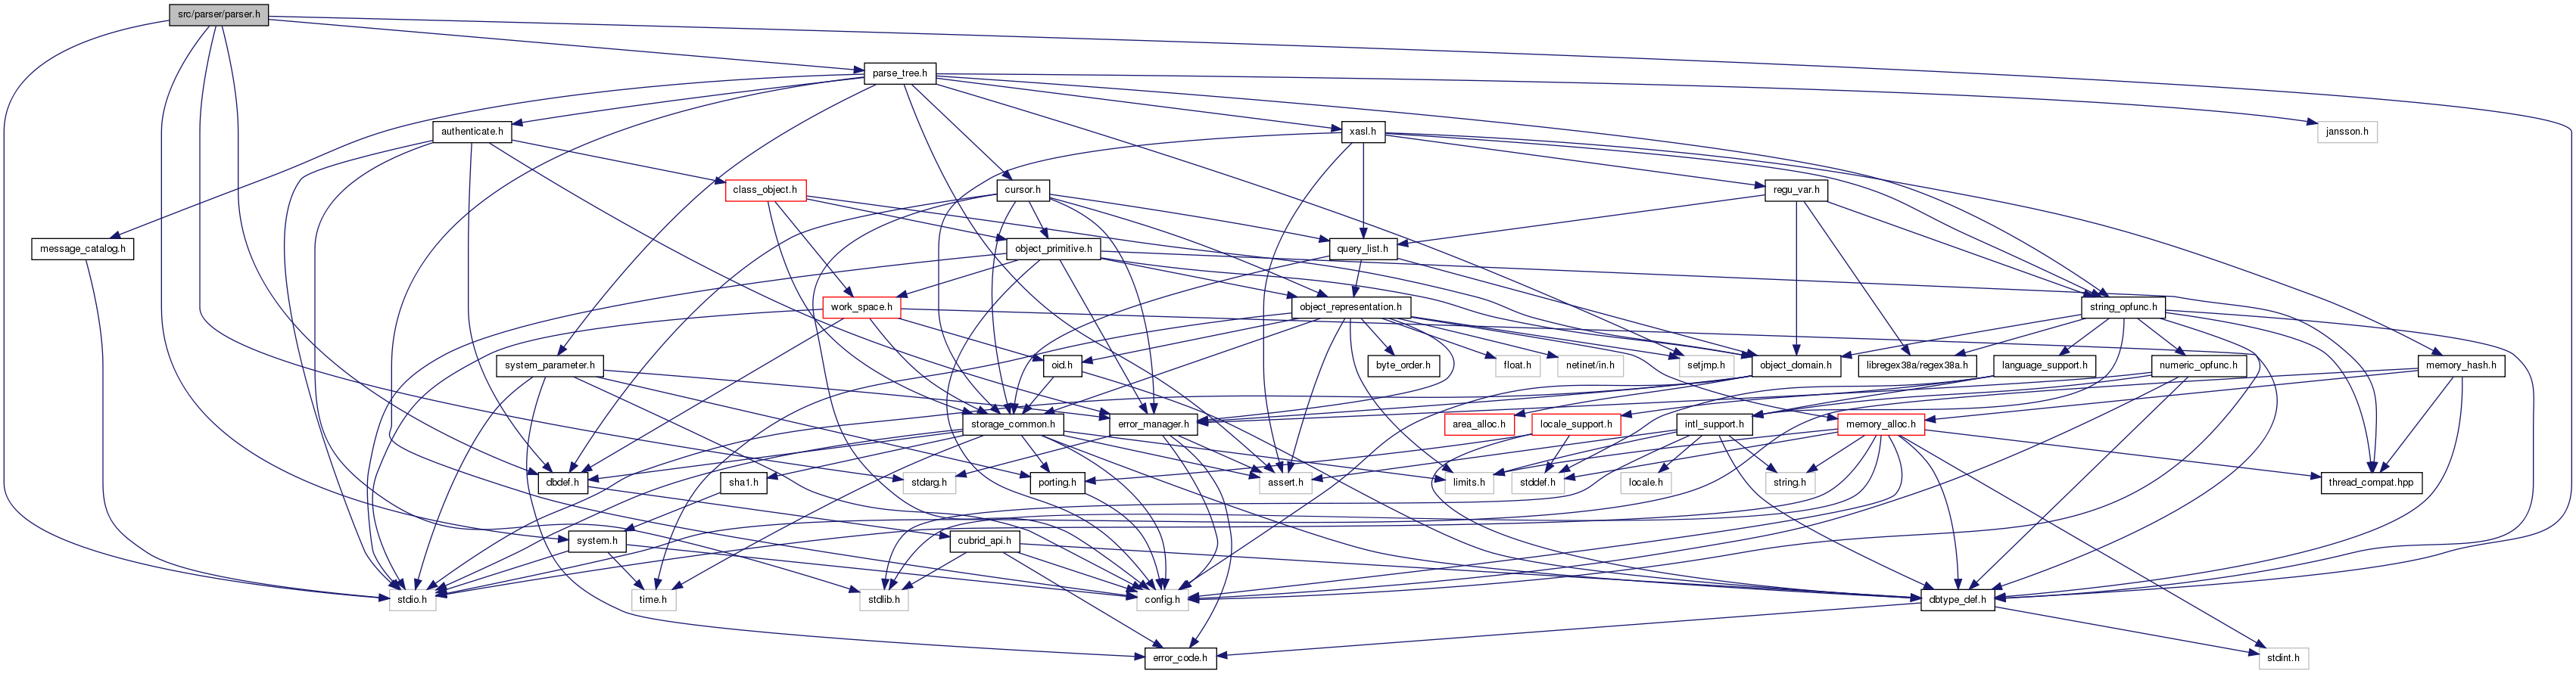 src/parser/parser.h
parse_tree.h
authenticate.h
xasl.h
jansson.h
class_object.h
cursor.h
regu_var.h
message_catalog.h
object_primitive.h
query_list.h
work_space.h
object_representation.h
string_opfunc.h
system_parameter.h
oid.h
byte_order.h
float.h
netinet/in.h
setjmp.h
object_domain.h
libregex38a/regex38a.h
language_support.h
numeric_opfunc.h
memory_hash.h
storage_common.h
error_manager.h
area_alloc.h
locale_support.h
intl_support.h
memory_alloc.h
dbdef.h
sha1.h
stdarg.h
porting.h
assert.h
limits.h
stddef.h
locale.h
string.h
thread_compat.hpp
system.h
cubrid_api.h
stdio.h
time.h
stdlib.h
config.h
dbtype_def.h
error_code.h
stdint.h